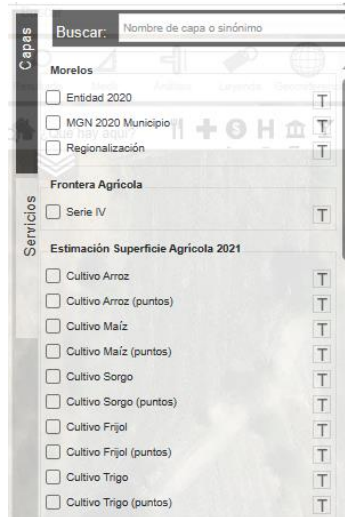 Capas
Servicios
Buscar: Nombre de capa o sinónimo
Morelos
Entidad 2020 T
MGN 2020 Municipio T
Regionalización T
Frontera Agrícola
Serie IV T
Estimación Superficie Agrícola 2021
Cultivo Arroz T
Cultivo Arroz (puntos) T
Cultivo Maíz T
Cultivo Maíz (puntos) T
Cultivo Sorgo T
Cultivo Sorgo (puntos) T
Cultivo Frijol T
Cultivo Frijol (puntos) T
Cultivo Trigo T
Cultivo Trigo (puntos) T